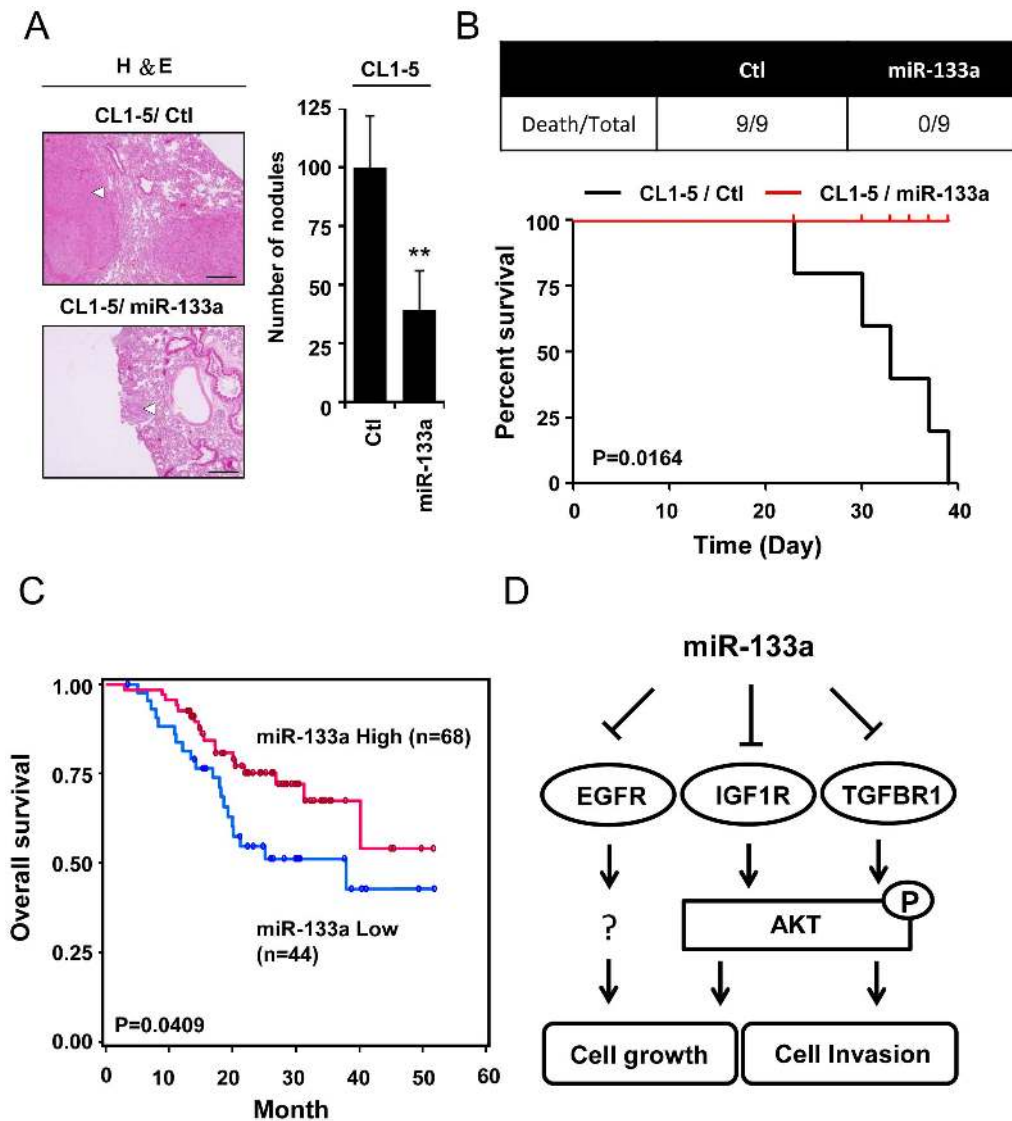 A
H & E
CL1-5/ Ctl
CL1-5/ miR-133a
CL1-5
Number of nodules
125
100
75
50
25
0
Ctl
miR-133a
**
B
Ctl miR-133a
Death/Total 9/9 0/9
CL1-5 / Ctl CL1-5 / miR-133a
Percent survival
100
75
50
25
0
P=0.0164
0 10 20 30 40
Time (Day)
C
Overall survival
1.00
0.75
0.50
0.25
0.00
miR-133a High (n=68)
miR-133a Low
(n=44)
P=0.0409
0 10 20 30 40 50 60
Month
D
miR-133a
EGFR IGF1R TGFBR1
P
? AKT
Cell growth Cell Invasion